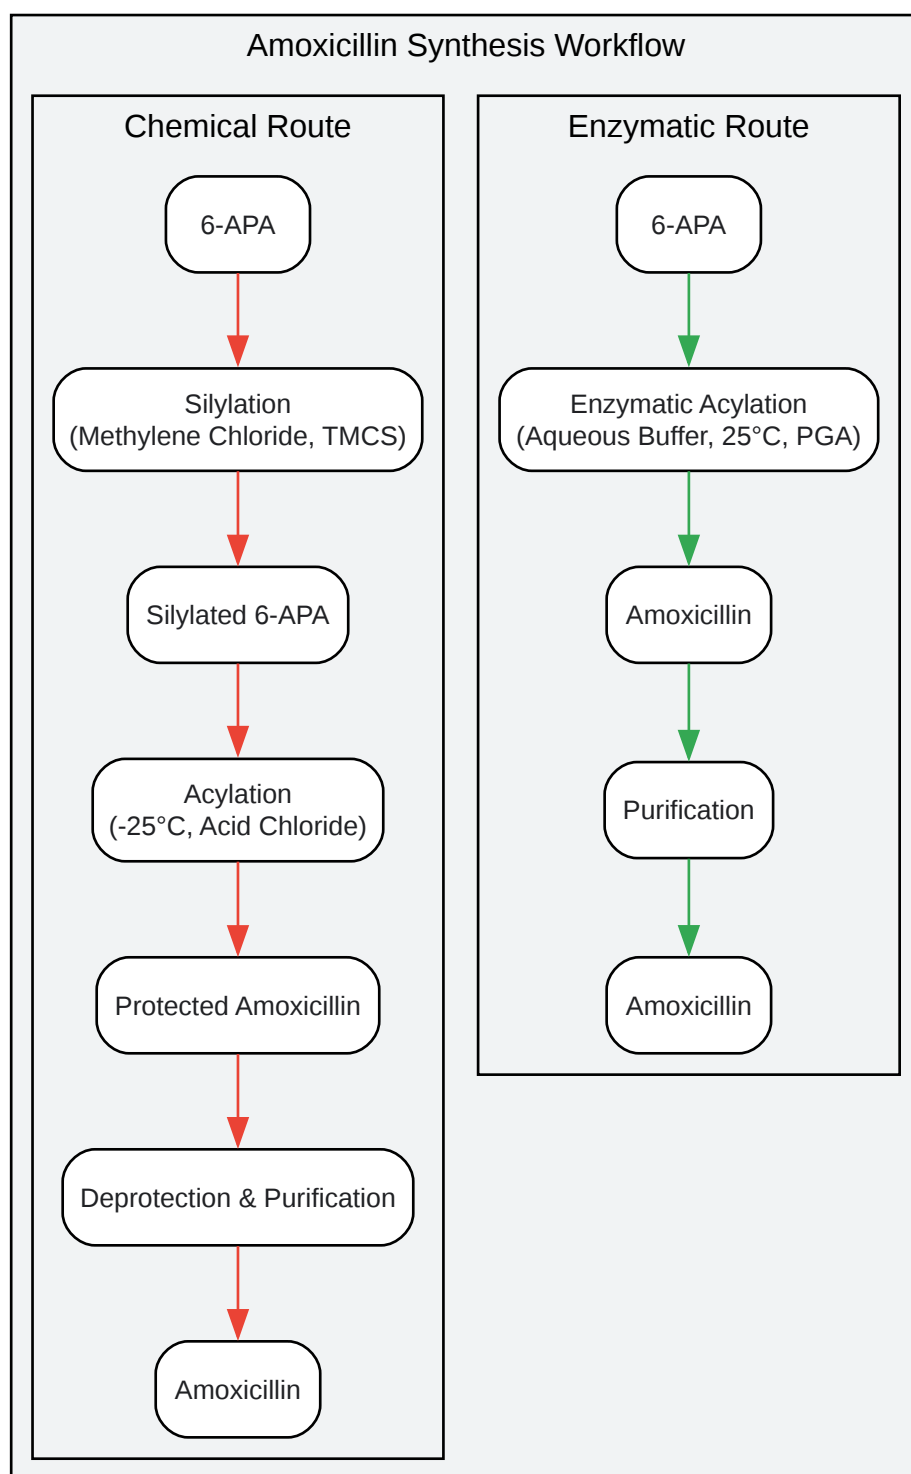 Amoxicillin Synthesis Workflow
Chemical Route
6-APA
Silylation
(Methylene Chloride, TMCS)
Silylated 6-APA
Acylation
(-25°C, Acid Chloride)
Protected Amoxicillin
Deprotection & Purification
Amoxicillin
Enzymatic Route
6-APA
Enzymatic Acylation
(Aqueous Buffer, 25°C, PGA)
Amoxicillin
Purification
Amoxicillin